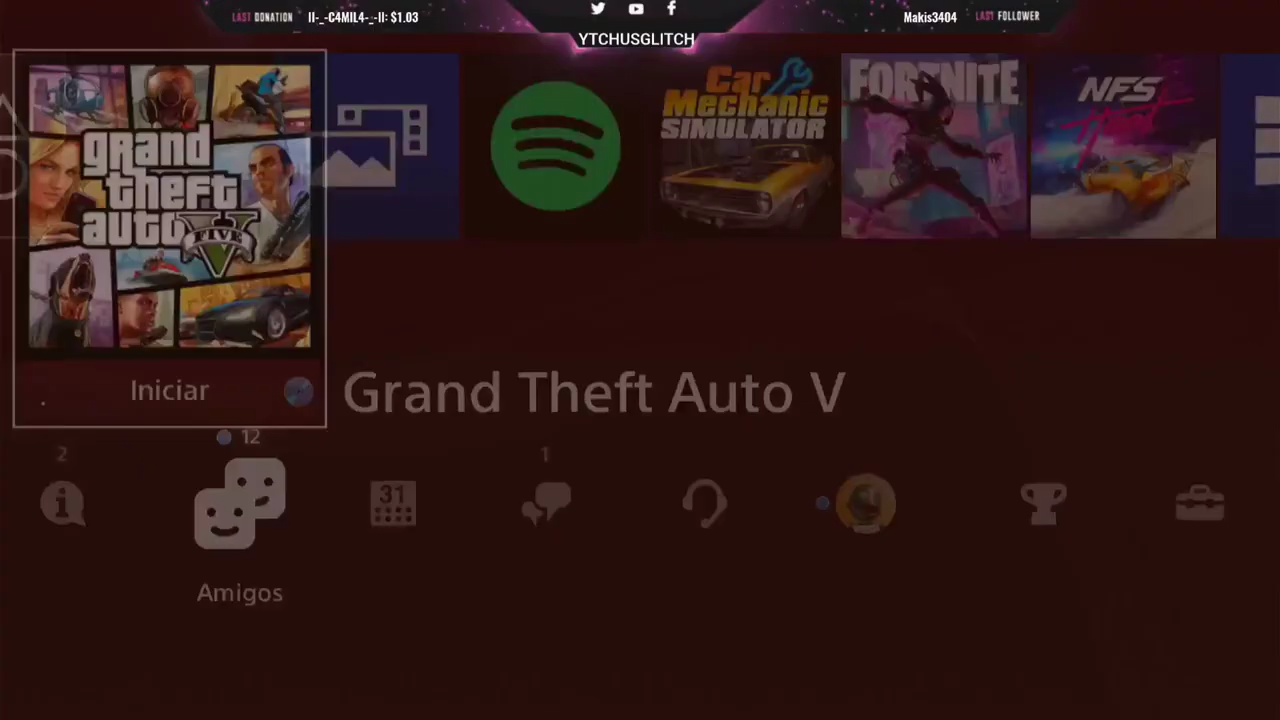 LAST DONATION II-_-C4MIL4-_-II: $1.03
YTCHUSGLITCH
Makis3404 LAST FOLLOWER
grand
theft
auto
FIVE
Car
Mechanic
SIMULATOR
FORTNITE
NFS
Heat
Iniciar
Grand Theft Auto V
2
12
31
1
Amigos